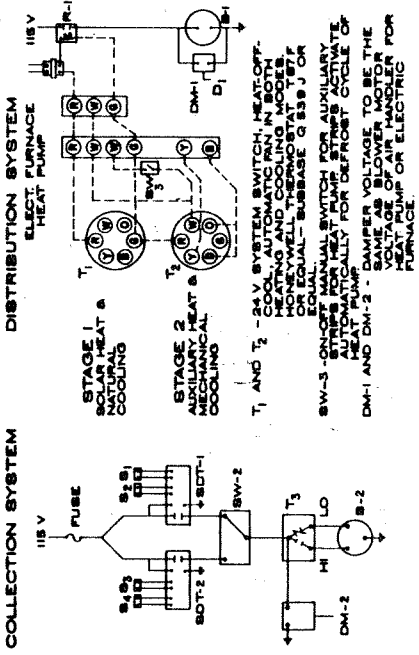 COLLECTION SYSTEM
115 V
FUSE
S4 S3
S2 S1
SDT-2
SDT-1
SW-2
T3
HI
LO
B-2
DM-2
DISTRIBUTION SYSTEM
ELECT. FURNACE
HEAT PUMP
115 V
R-1
B-1
DM-1
D1
R W G
R W G Y
SW-3
T1
R W O
Y B G
T2
R W O
Y B G
STAGE 1
SOLAR HEAT &
NATURAL
COOLING
STAGE 2
AUXILIARY HEAT &
MECHANICAL
COOLING
T1 AND T2 - 24 V SYSTEM SWITCH, HEAT-OFF-
COOL AUTOMATIC FAN IN BOTH
HEATING AND COOLING MODES.
HONEYWELL THERMOSTAT T87F
OR EQUAL - SUBBASE Q539J OR
EQUAL.
SW-3 - ON-OFF MANUAL SWITCH FOR AUXILIARY
STRIPS FOR HEAT PUMP. STRIPS ACTIVATE
AUTOMATICALLY FOR DEFROST CYCLE OF
HEAT PUMP
DM-1 AND DM-2 - DAMPER VOLTAGE TO BE THE
SAME AS BLOWER MOTOR
VOLTAGE OF AIR HANDLER FOR
HEAT PUMP OR ELECTRIC
FURNACE.